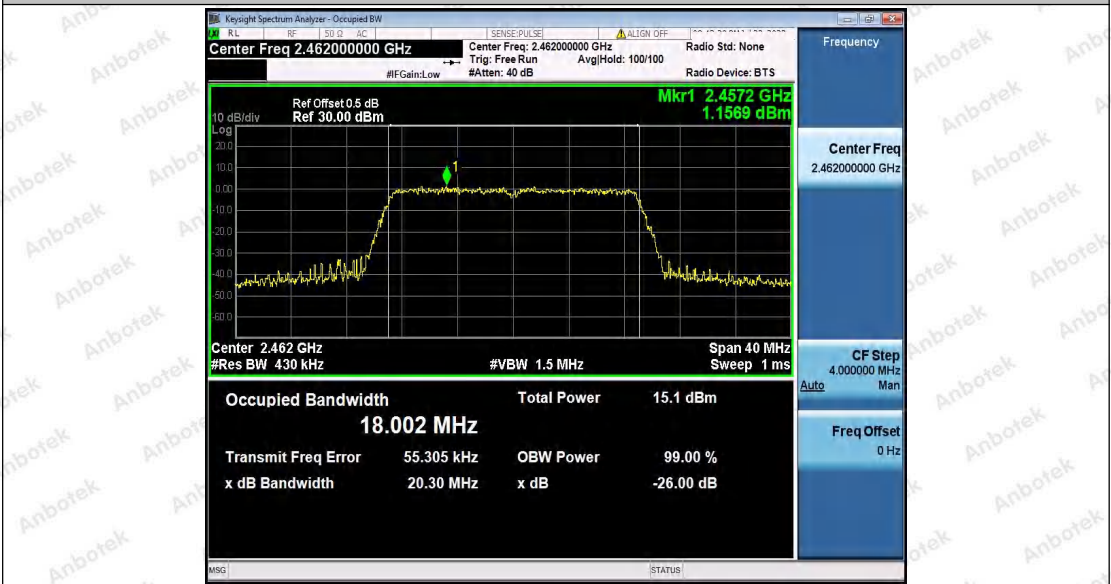 Keysight Spectrum Analyzer - Occupied BW
RL RF 50 Ω AC SENSE:PULSE ALIGN OFF
Center Freq 2.462000000 GHz
Center Freq: 2.462000000 GHz
Radio Std: None
Trig: Free Run Avg|Hold: 100/100
#IFGain:Low #Atten: 40 dB Radio Device: BTS
Frequency
Mkr1 2.4572 GHz
1.1569 dBm
Ref Offset 0.5 dB
10 dB/div Ref 30.00 dBm
Log
20.0
10.0
0.00
-10.0
-20.0
-30.0
-40.0
-50.0
-60.0
1
Center Freq
2.462000000 GHz
Center 2.462 GHz Span 40 MHz
#Res BW 430 kHz #VBW 1.5 MHz Sweep 1 ms
CF Step
4.000000 MHz
Auto Man
Freq Offset
0 Hz
Occupied Bandwidth Total Power 15.1 dBm
18.002 MHz
Transmit Freq Error 55.305 kHz OBW Power 99.00 %
x dB Bandwidth 20.30 MHz x dB -26.00 dB
MSG STATUS
Anbotek